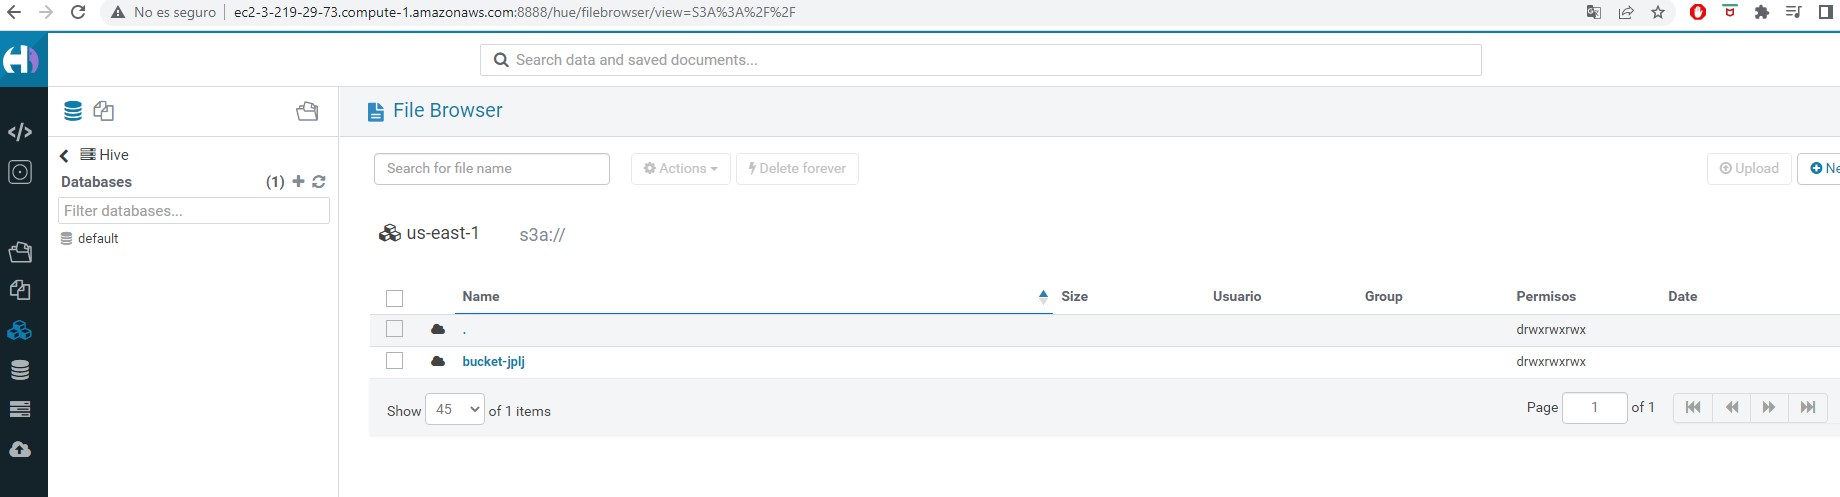 No es seguro ec2-3-219-29-73.compute-1.amazonaws.com:8888/hue/filebrowser/view=S3A%3A%2F%2F
Search data and saved documents...
File Browser
Hive
Databases (1)
Filter databases...
default
Search for file name Actions Delete forever Upload Ne
us-east-1 s3a://
Name Size Usuario Group Permisos Date
. drwxrwxrwx
bucket-jplj drwxrwxrwx
Show 45 of 1 items Page 1 of 1